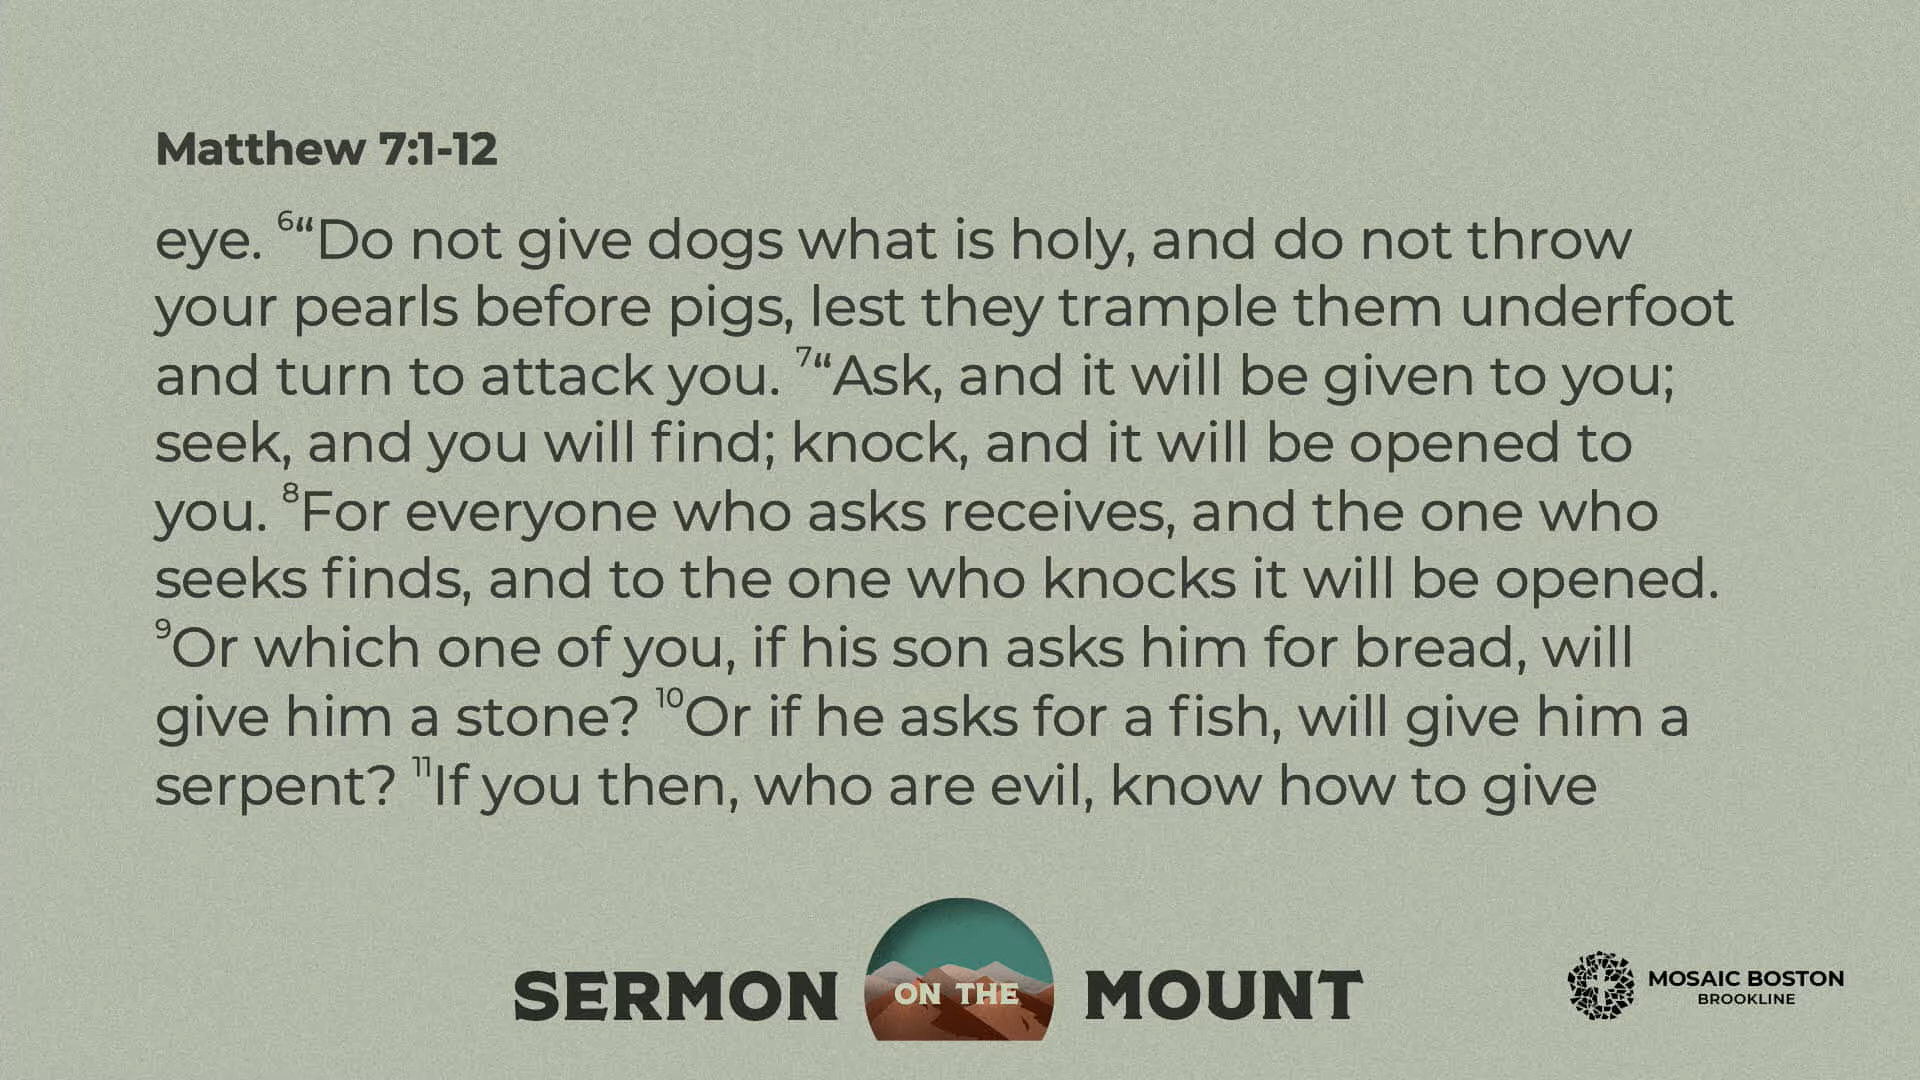 Matthew 7:1-12
eye. ⁶“Do not give dogs what is holy, and do not throw
your pearls before pigs, lest they trample them underfoot
and turn to attack you. ⁷“Ask, and it will be given to you;
seek, and you will find; knock, and it will be opened to
you. ⁸For everyone who asks receives, and the one who
seeks finds, and to the one who knocks it will be opened.
⁹Or which one of you, if his son asks him for bread, will
give him a stone? ¹⁰Or if he asks for a fish, will give him a
serpent? ¹¹If you then, who are evil, know how to give
SERMON ON THE MOUNT
MOSAIC BOSTON
BROOKLINE